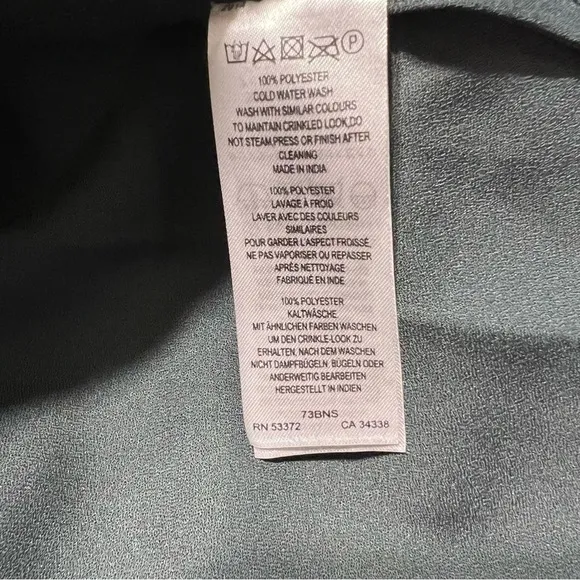 P
100% POLYESTER
COLD WATER WASH
WASH WITH SIMILAR COLOURS
TO MAINTAIN CRINKLED LOOK,DO
NOT STEAM,PRESS OR FINISH AFTER
CLEANING
MADE IN INDIA
100% POLYESTER
LAVAGE À FROID
LAVER AVEC DES COULEURS
SIMILAIRES
POUR GARDER L'ASPECT FROISSÉ,
NE PAS VAPORISER OU REPASSER
APRÈS NETTOYAGE
FABRIQUÉ EN INDE
100% POLYESTER
KALTWÄSCHE
MIT ÄHNLICHEN FARBEN WASCHEN
UM DEN CRINKLE-LOOK ZU
ERHALTEN, NACH DEM WASCHEN
NICHT DAMPFBÜGELN, BÜGELN ODER
ANDERWEITIG BEARBEITEN
HERGESTELLT IN INDIEN
73BNS
RN 53372 CA 34338